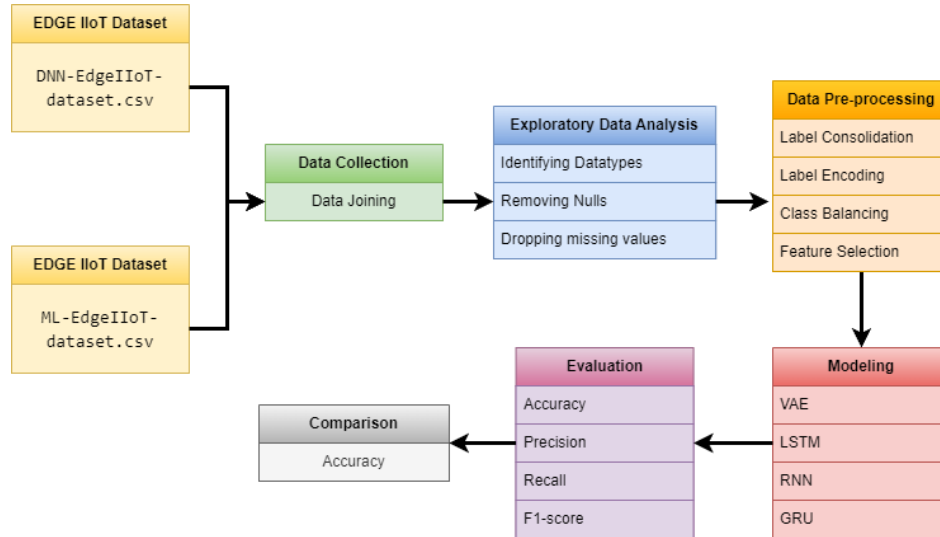 EDGE IIoT Dataset
DNN-EdgeIIoT-
dataset.csv
EDGE IIoT Dataset
ML-EdgeIIoT-
dataset.csv
Data Collection
Data Joining
Exploratory Data Analysis
Identifying Datatypes
Removing Nulls
Dropping missing values
Data Pre-processing
Label Consolidation
Label Encoding
Class Balancing
Feature Selection
Modeling
VAE
LSTM
RNN
GRU
Evaluation
Accuracy
Precision
Recall
F1-score
Comparison
Accuracy